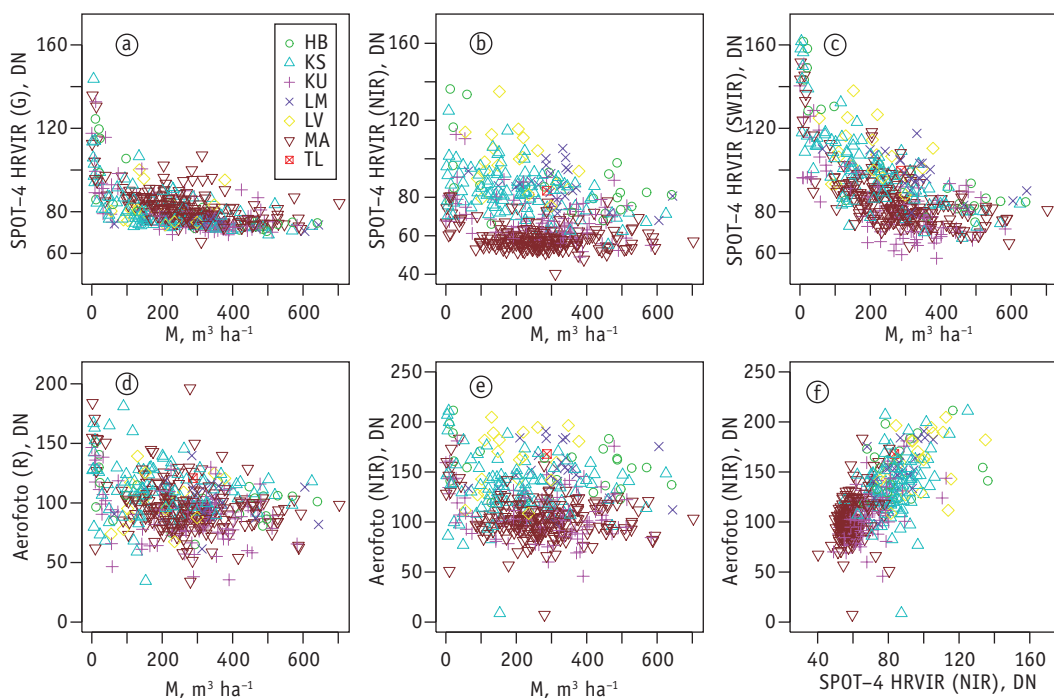 160
120
80
60
SPOT–4 HRVIR (G), DN
a
HB
KS
KU
LM
LV
MA
TL
0 200 400 600
M, m³ ha⁻¹
160
120
80
60
40
SPOT–4 HRVIR (NIR), DN
b
0 200 400 600
M, m³ ha⁻¹
160
120
80
60
SPOT–4 HRVIR (SWIR), DN
c
0 200 400 600
M, m³ ha⁻¹
200
150
100
50
0
Aerofoto (R), DN
d
0 200 400 600
M, m³ ha⁻¹
250
200
150
100
50
0
Aerofoto (NIR), DN
e
0 200 400 600
M, m³ ha⁻¹
250
200
150
100
50
0
Aerofoto (NIR), DN
f
40 80 120 160
SPOT–4 HRVIR (NIR), DN